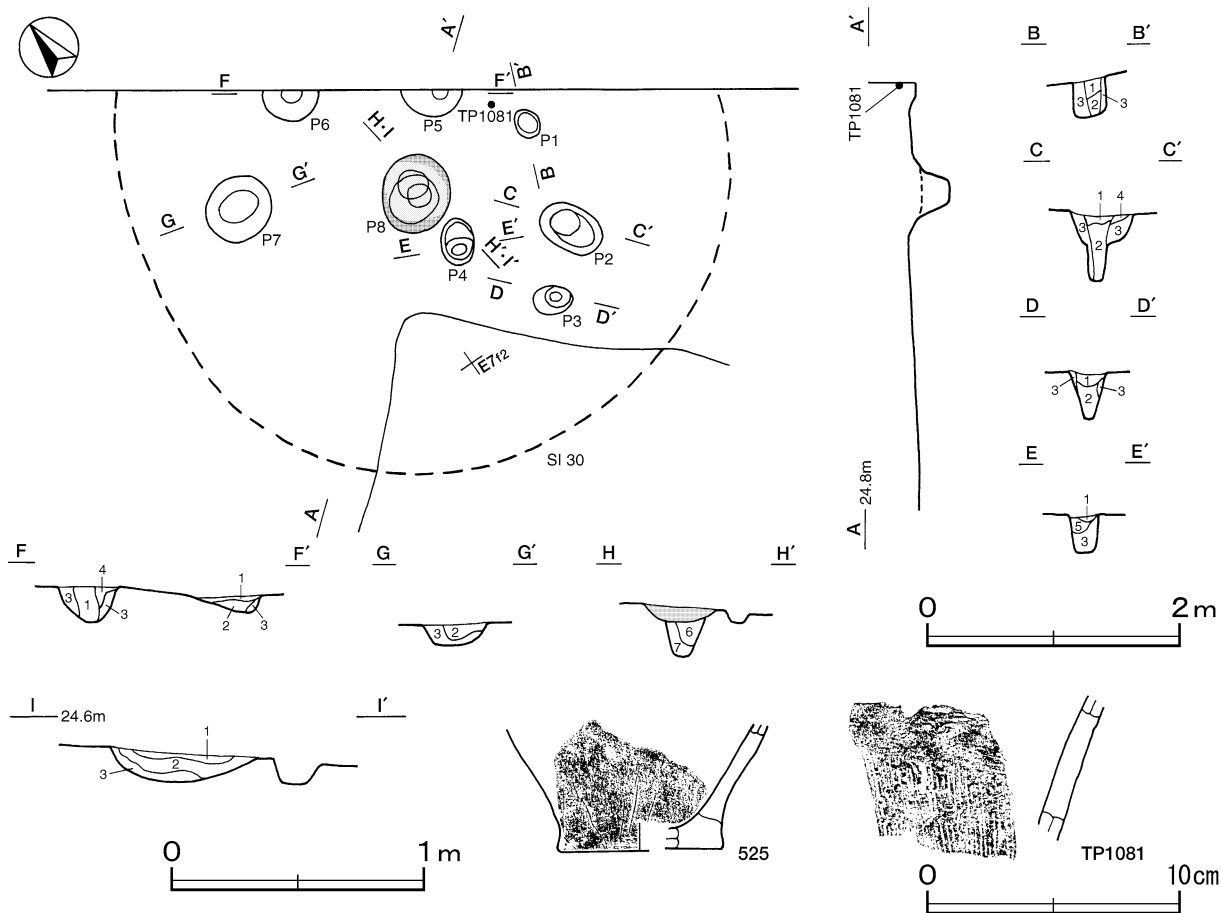 A′
F
F′
B′
P6
P5
TP1081
P1
H·I
G′
B
C
G
P7
P8
E′
C′
E
P4
H′·I′
P2
D
P3
D′
E7f2
SI 30
A
A′
TP1081
A 24.8m
B
B′
1
3
2
3
C
C′
1
4
3
3
2
D
D′
1
3
3
2
E
E′
1
5
3
F
F′
4
3
1
3
1
2
3
G
G′
3
2
H
H′
6
7
0
2m
I 24.6m
I′
1
2
3
0
1m
525
TP1081
0
10cm